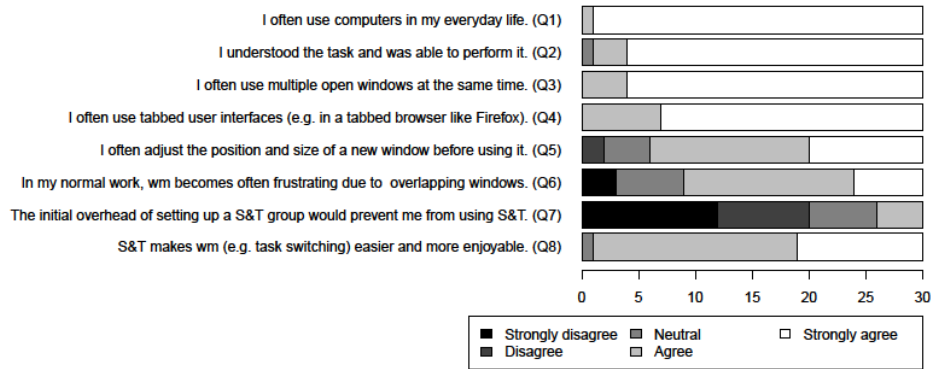 I often use computers in my everyday life. (Q1)
I understood the task and was able to perform it. (Q2)
I often use multiple open windows at the same time. (Q3)
I often use tabbed user interfaces (e.g. in a tabbed browser like Firefox). (Q4)
I often adjust the position and size of a new window before using it. (Q5)
In my normal work, wm becomes often frustrating due to overlapping windows. (Q6)
The initial overhead of setting up a S&T group would prevent me from using S&T. (Q7)
S&T makes wm (e.g. task switching) easier and more enjoyable. (Q8)
0 5 10 15 20 25 30
Strongly disagree Neutral Strongly agree
Disagree Agree